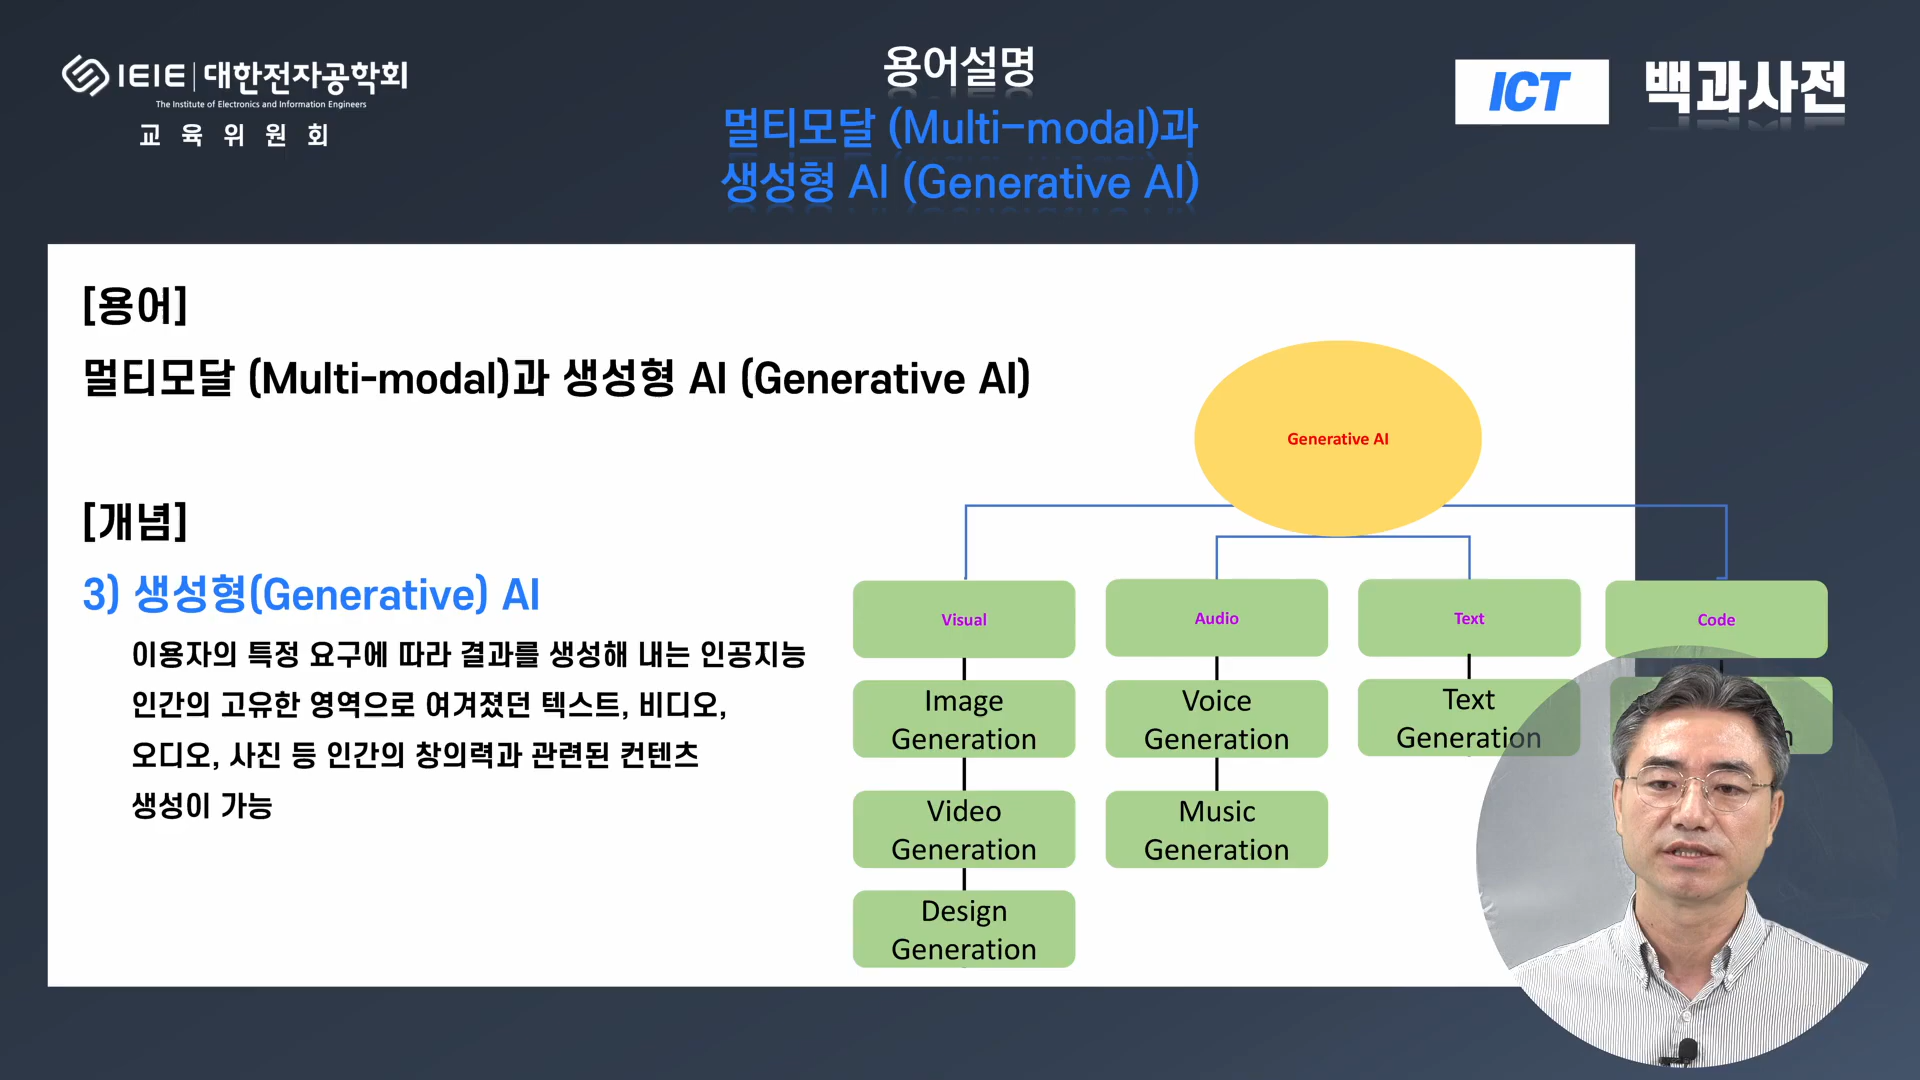 IEIE 대한전자공학회
The Institute of Electronics and Information Engineers
교 육 위 원 회
용어설명
멀티모달 (Multi-modal)과
생성형 AI (Generative AI)
ICT 백과사전
[용어]
멀티모달 (Multi-modal)과 생성형 AI (Generative AI)
[개념]
3) 생성형(Generative) AI
이용자의 특정 요구에 따라 결과를 생성해 내는 인공지능
인간의 고유한 영역으로 여겨졌던 텍스트, 비디오,
오디오, 사진 등 인간의 창의력과 관련된 컨텐츠
생성이 가능
Generative AI
Visual
Image
Generation
Video
Generation
Design
Generation
Audio
Voice
Generation
Music
Generation
Text
Text
Generation
Code